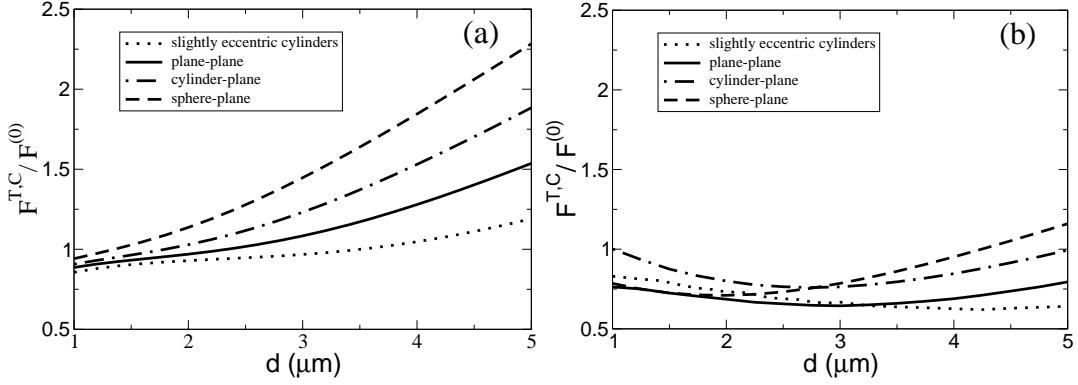 2.5
2
1.5
1
0.5
F^{T,C}/F^{(0)}
(a)
slightly eccentric cylinders
plane-plane
cylinder-plane
sphere-plane
1 2 3 4 5
d (μm)
2.5
2
1.5
1
0.5
F^{T,C}/F^{(0)}
(b)
slightly eccentric cylinders
plane-plane
cylinder-plane
sphere-plane
1 2 3 4 5
d (μm)